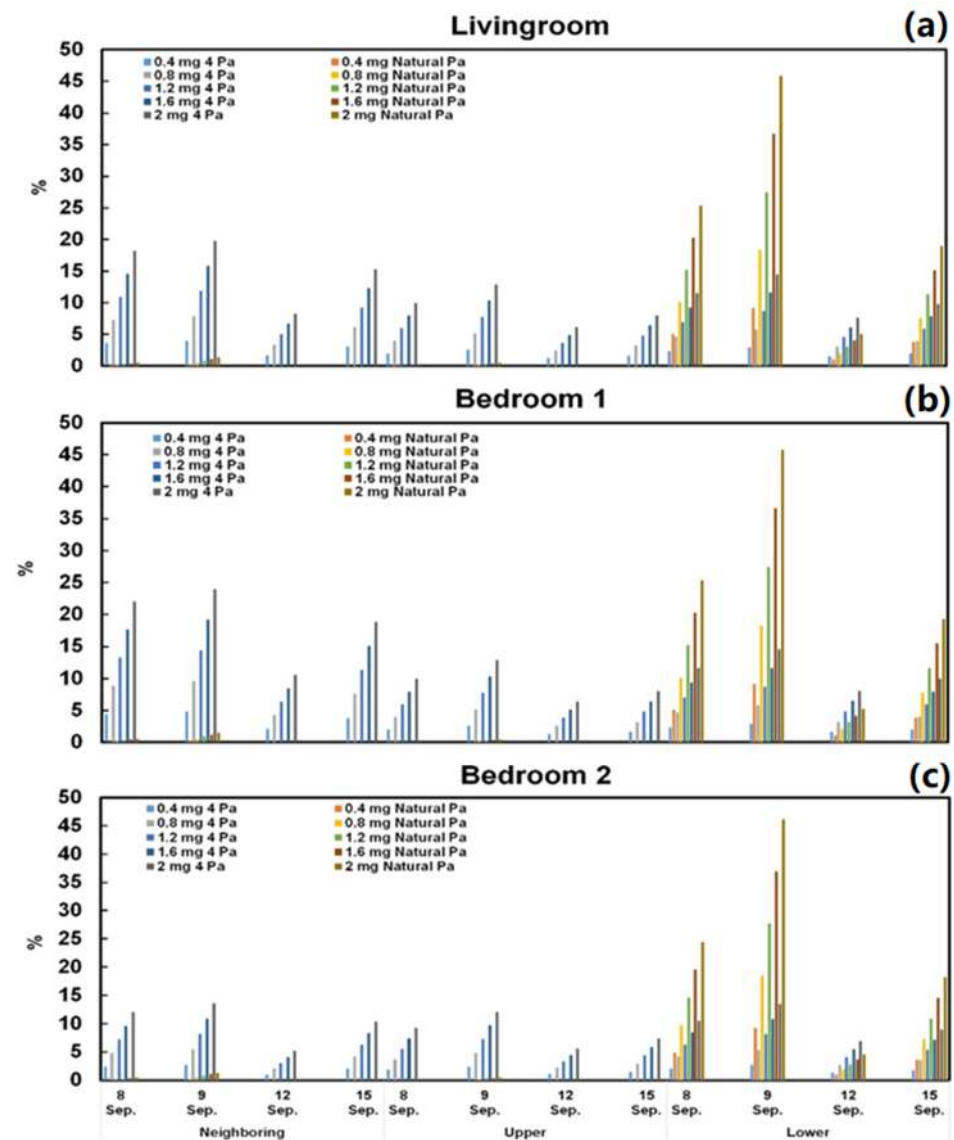 Livingroom (a)
50
45
40
35
30
25
20
15
10
5
0
%
0.4 mg 4 Pa 0.4 mg Natural Pa
0.8 mg 4 Pa 0.8 mg Natural Pa
1.2 mg 4 Pa 1.2 mg Natural Pa
1.6 mg 4 Pa 1.6 mg Natural Pa
2 mg 4 Pa 2 mg Natural Pa
Bedroom 1 (b)
50
45
40
35
30
25
20
15
10
5
0
%
0.4 mg 4 Pa 0.4 mg Natural Pa
0.8 mg 4 Pa 0.8 mg Natural Pa
1.2 mg 4 Pa 1.2 mg Natural Pa
1.6 mg 4 Pa 1.6 mg Natural Pa
2 mg 4 Pa 2 mg Natural Pa
Bedroom 2 (c)
50
45
40
35
30
25
20
15
10
5
0
%
0.4 mg 4 Pa 0.4 mg Natural Pa
0.8 mg 4 Pa 0.8 mg Natural Pa
1.2 mg 4 Pa 1.2 mg Natural Pa
1.6 mg 4 Pa 1.6 mg Natural Pa
2 mg 4 Pa 2 mg Natural Pa
8 9 12 15 8 9 12 15 8 9 12 15
Sep. Sep. Sep. Sep. Sep. Sep. Sep. Sep. Sep. Sep. Sep. Sep.
Neighboring Upper Lower